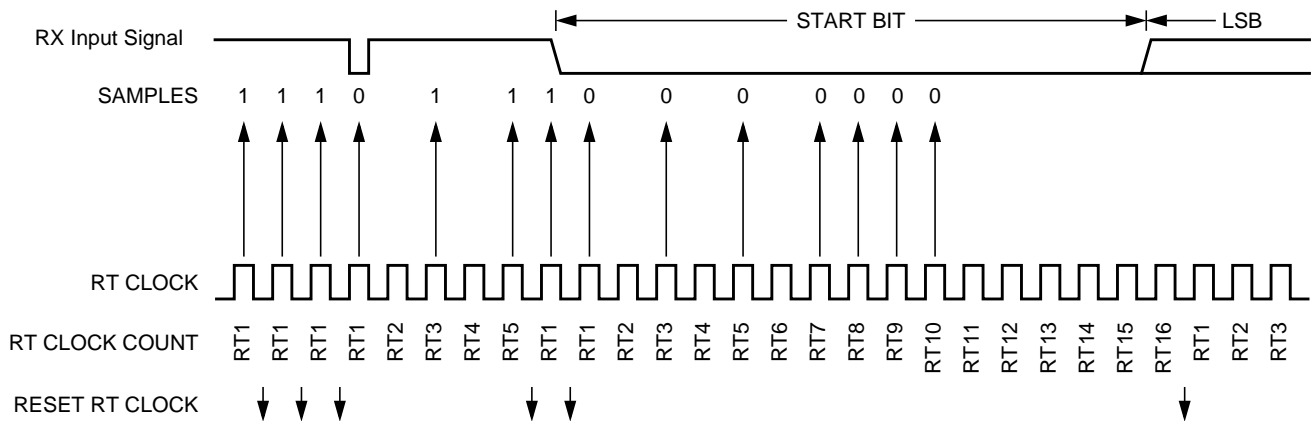 START BIT LSB
RX Input Signal
SAMPLES 1 1 1 0 1 1 1 0 0 0 0 0 0 0
RT CLOCK
RT CLOCK COUNT RT1 RT1 RT1 RT1 RT2 RT3 RT4 RT5 RT1 RT1 RT2 RT3 RT4 RT5 RT6 RT7 RT8 RT9 RT10 RT11 RT12 RT13 RT14 RT15 RT16 RT1 RT2 RT3
RESET RT CLOCK